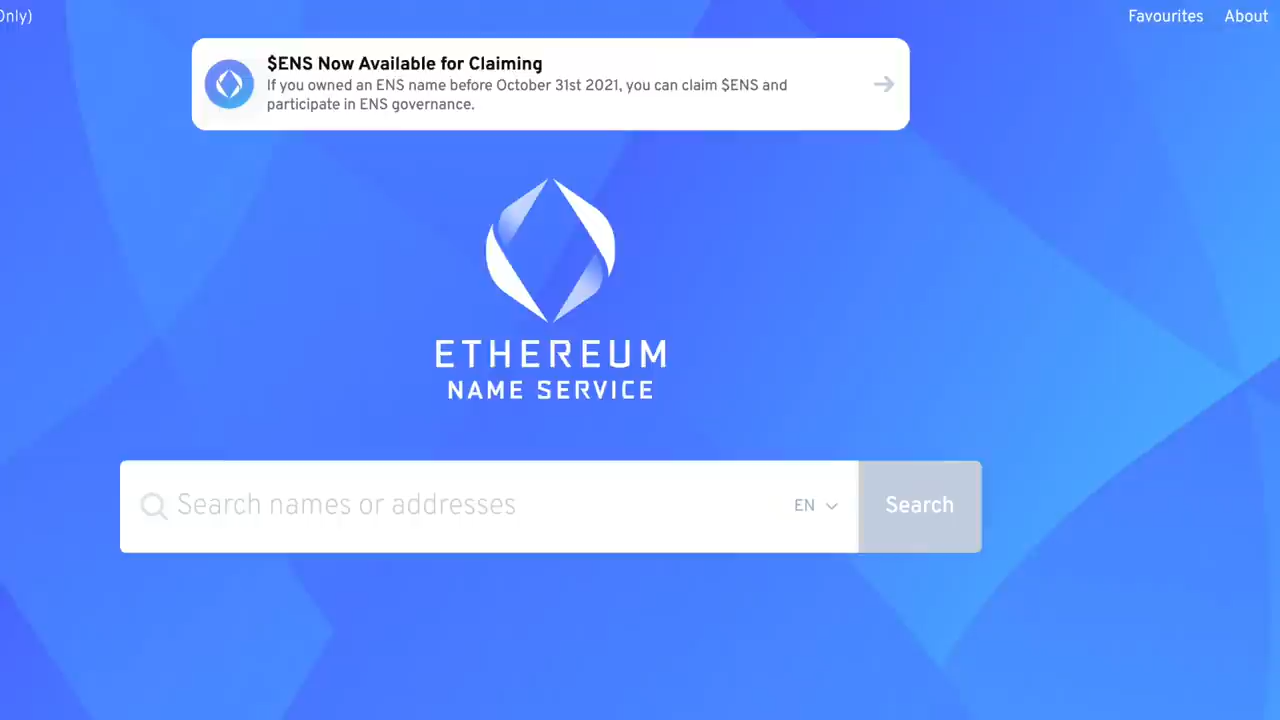 Only)
Favourites About
$ENS Now Available for Claiming
If you owned an ENS name before October 31st 2021, you can claim $ENS and
participate in ENS governance.
ETHEREUM
NAME SERVICE
Search names or addresses EN Search